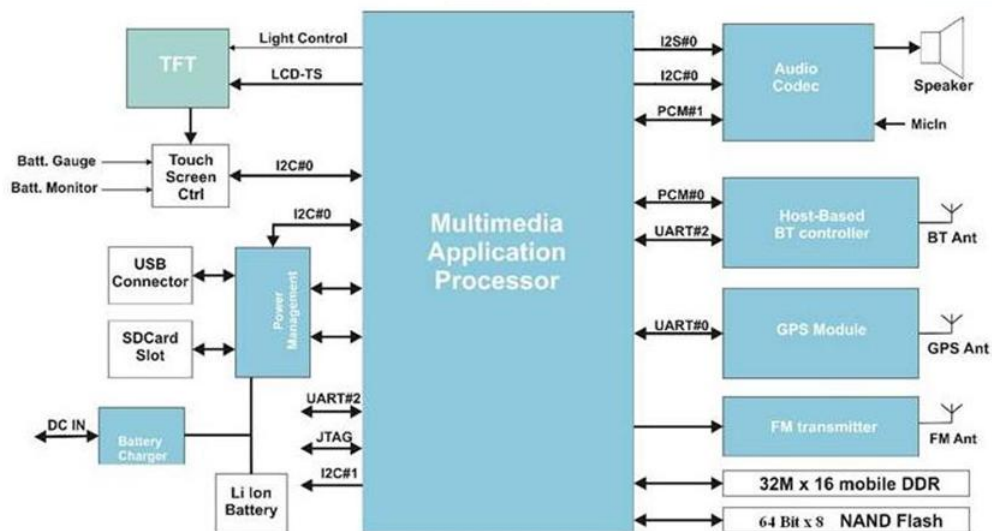 Light Control
TFT
LCD-TS
Batt. Gauge
Batt. Monitor
Touch
Screen
Ctrl
I2C#0
I2C#0
USB
Connector
Power
Management
SDCard
Slot
UART#2
DC IN
Battery
Charger
JTAG
I2C#1
Li Ion
Battery
Multimedia
Application
Processor
I2S#0
I2C#0
PCM#1
Audio
Codec
Speaker
MicIn
PCM#0
UART#2
Host-Based
BT controller
BT Ant
UART#0
GPS Module
GPS Ant
FM transmitter
FM Ant
32M x 16 mobile DDR
64 Bit x 8 NAND Flash